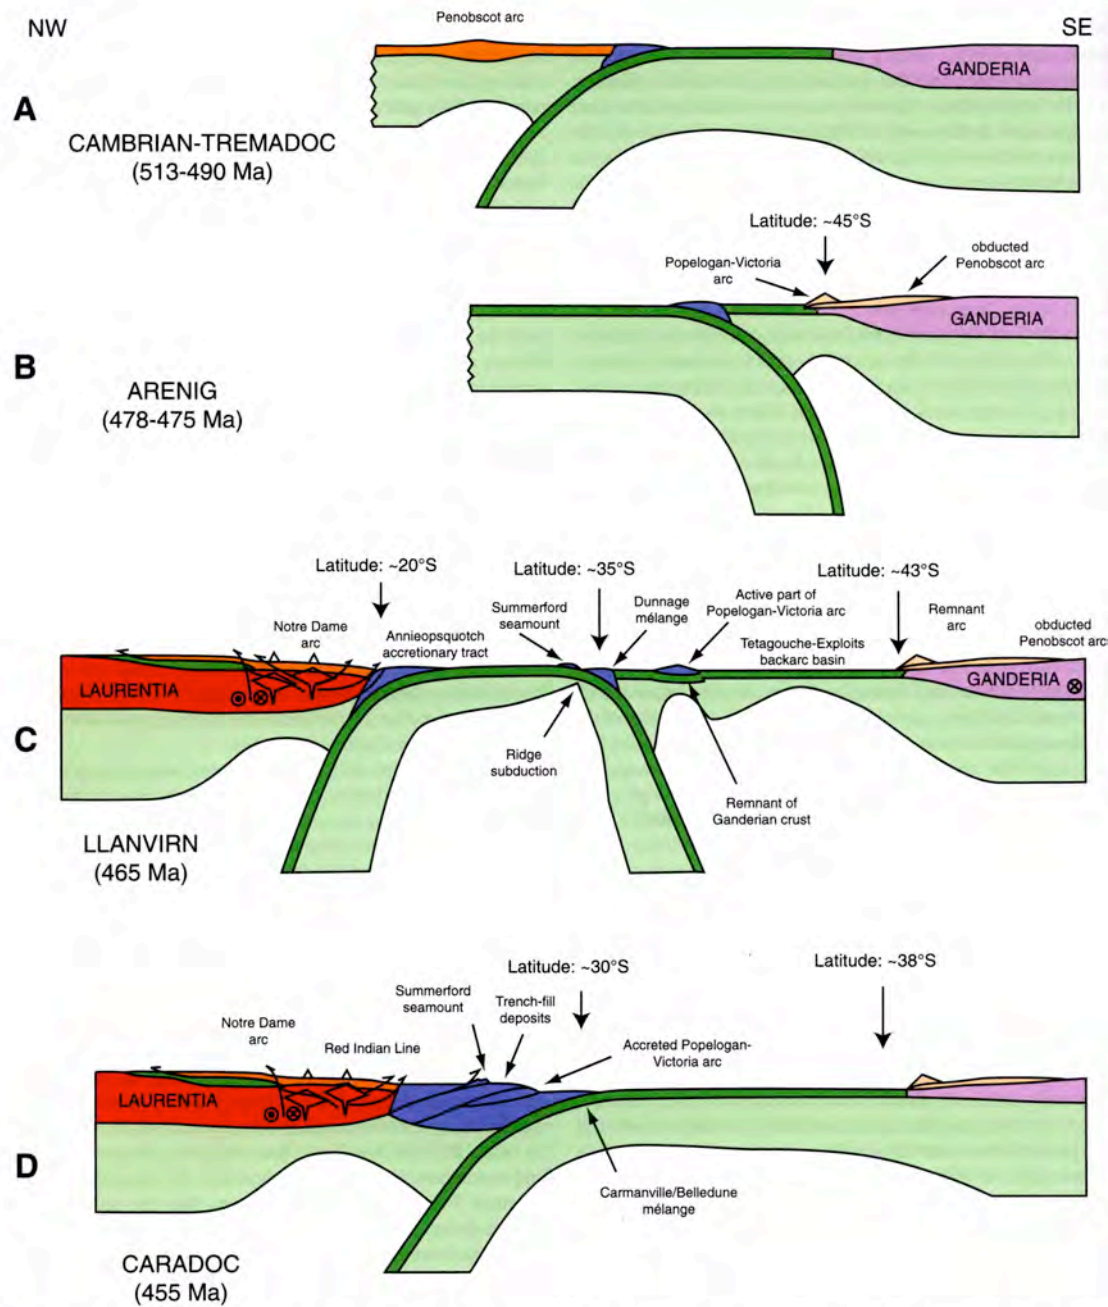 NW
Penobscot arc
SE
GANDERIA
A
CAMBRIAN-TREMADOC
(513-490 Ma)
Latitude: ~45°S
Popelogan-Victoria
arc
obducted
Penobscot arc
GANDERIA
B
ARENIG
(478-475 Ma)
Latitude: ~20°S
Latitude: ~35°S
Latitude: ~43°S
Notre Dame
arc
Annieopsquotch
accretionary tract
Summerford
seamount
Dunnage
mélange
Active part of
Popelogan-Victoria arc
Tetagouche-Exploits
backarc basin
Remnant
arc
obducted
Penobscot arc
LAURENTIA
GANDERIA
C
Ridge
subduction
Remnant of
Ganderian crust
LLANVIRN
(465 Ma)
Latitude: ~30°S
Latitude: ~38°S
Notre Dame
arc
Red Indian Line
Summerford
seamount
Trench-fill
deposits
Accreted Popelogan-
Victoria arc
LAURENTIA
D
Carmanville/Belledune
mélange
CARADOC
(455 Ma)